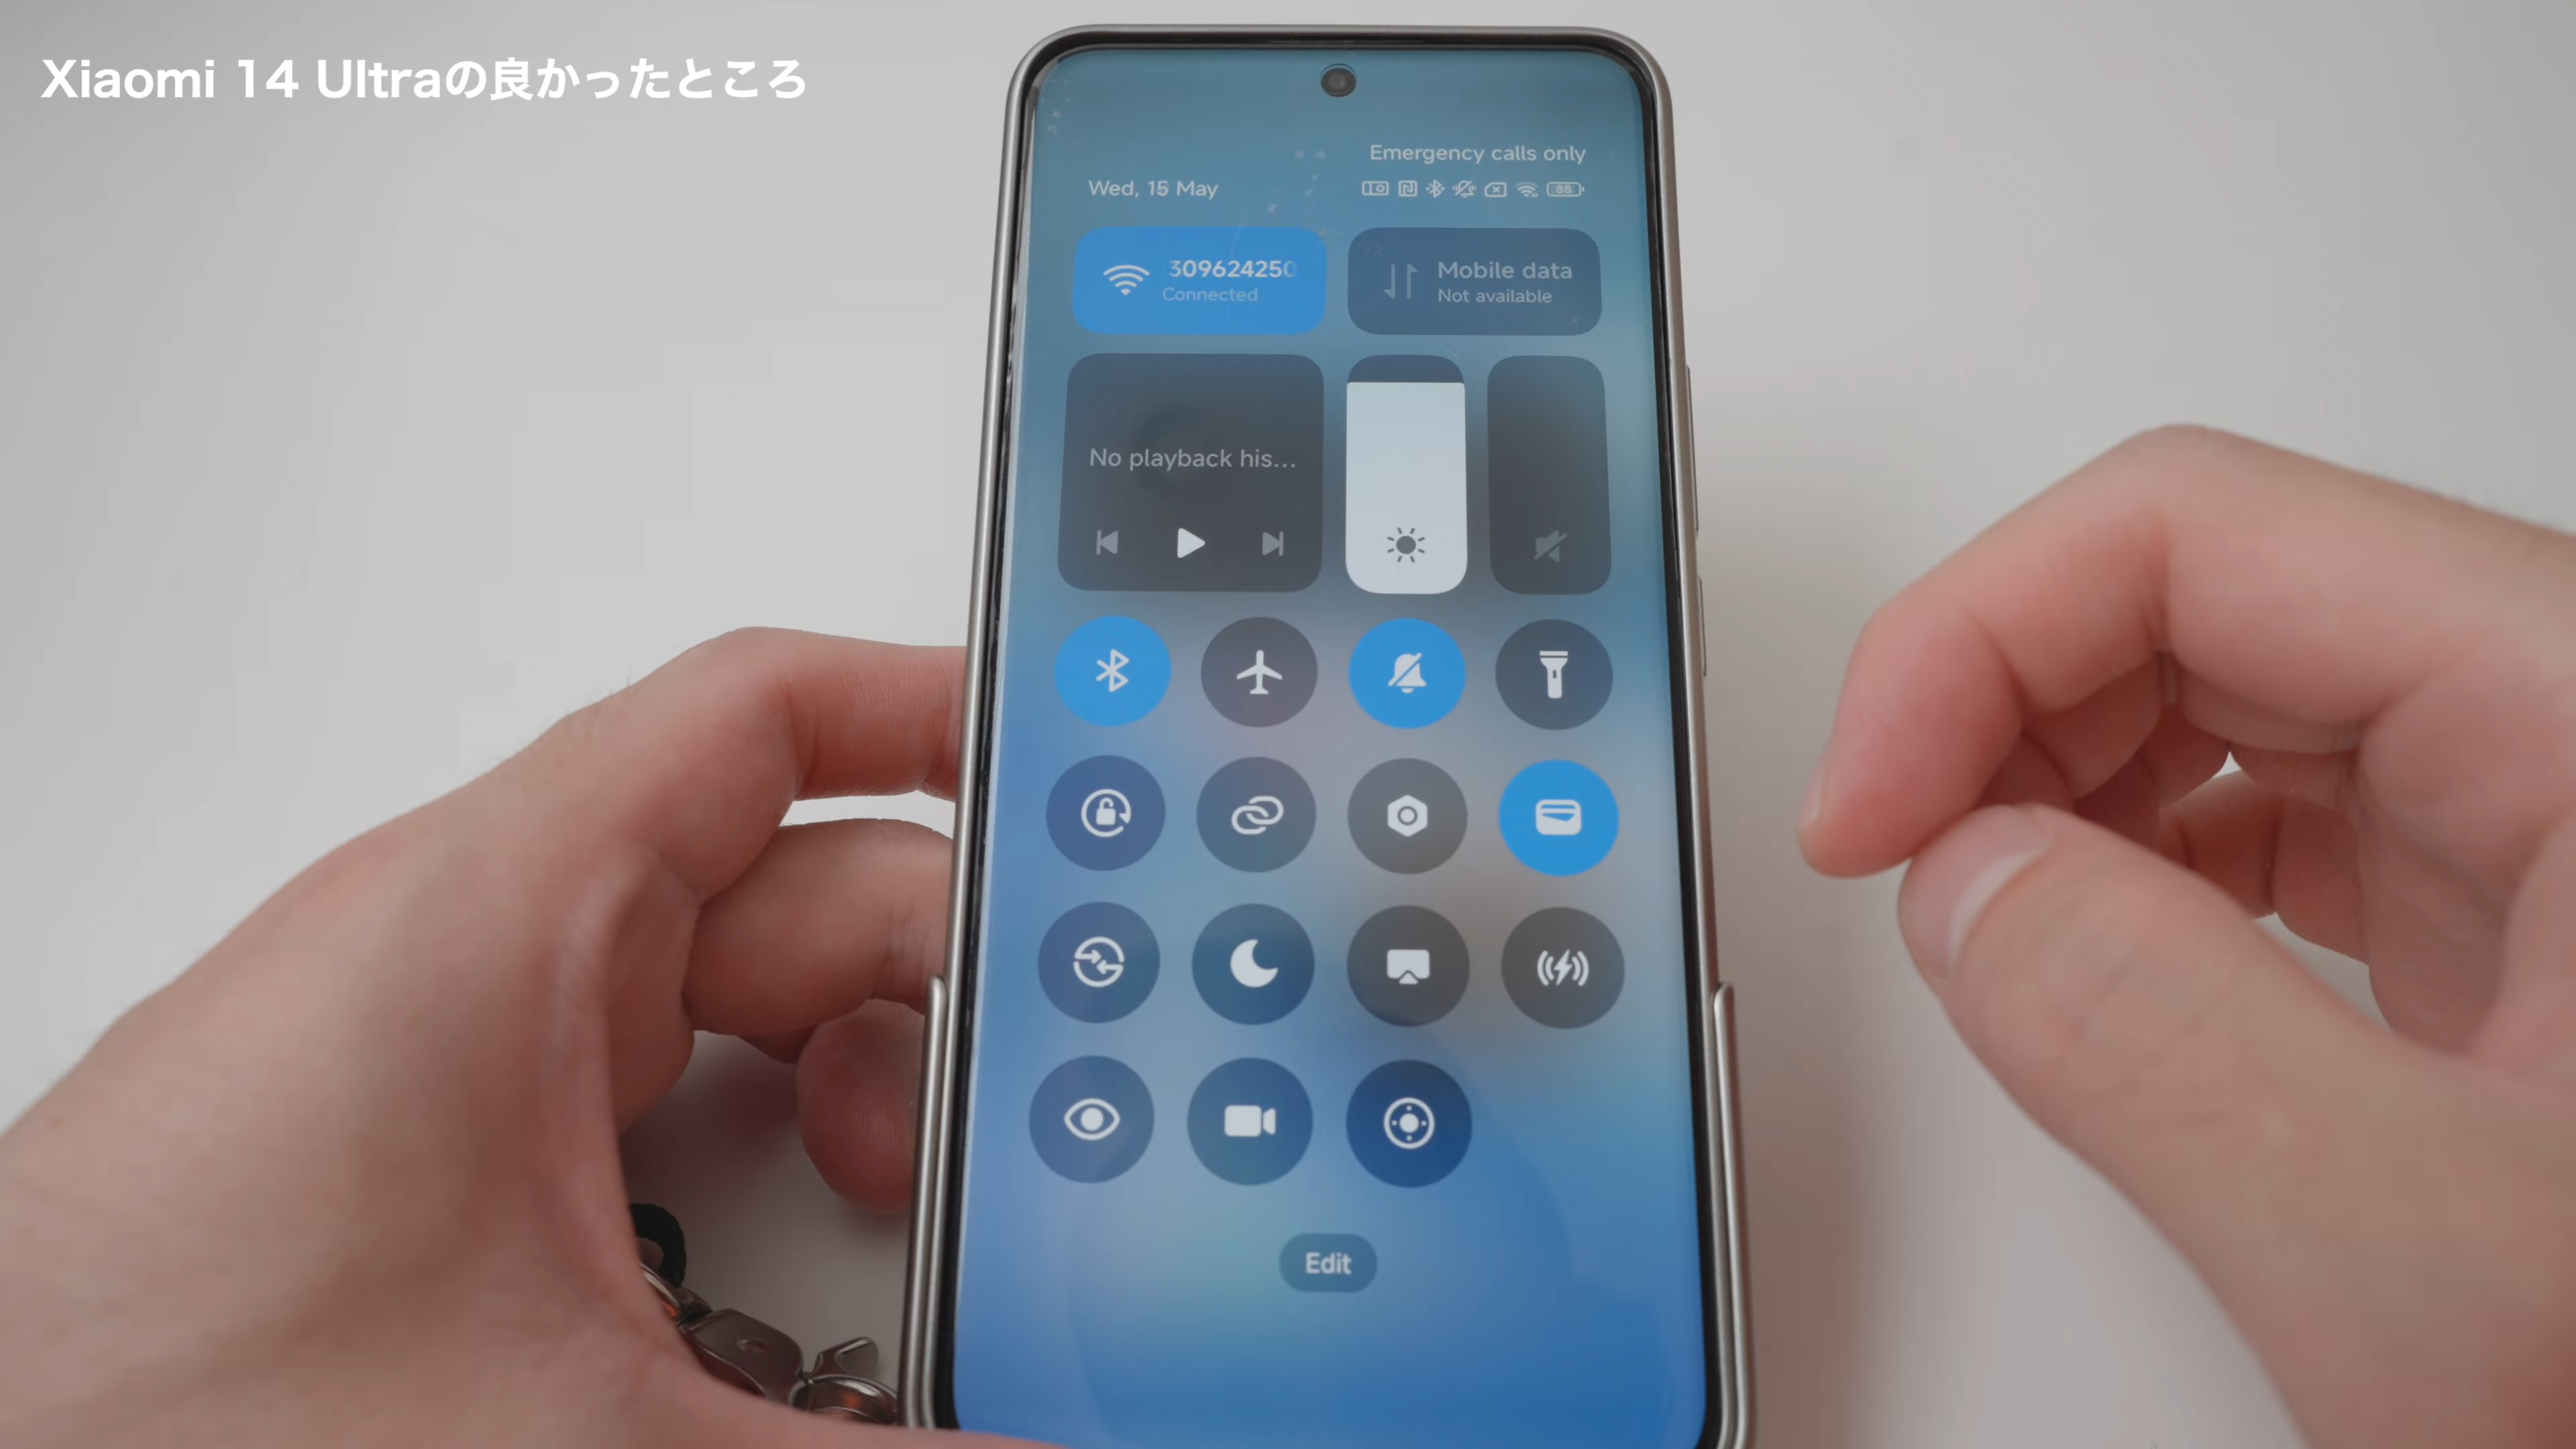 Xiaomi 14 Ultraの良かったところ
Emergency calls only
Wed, 15 May
88
309624250
Connected
Mobile data
Not available
No playback his...
Edit